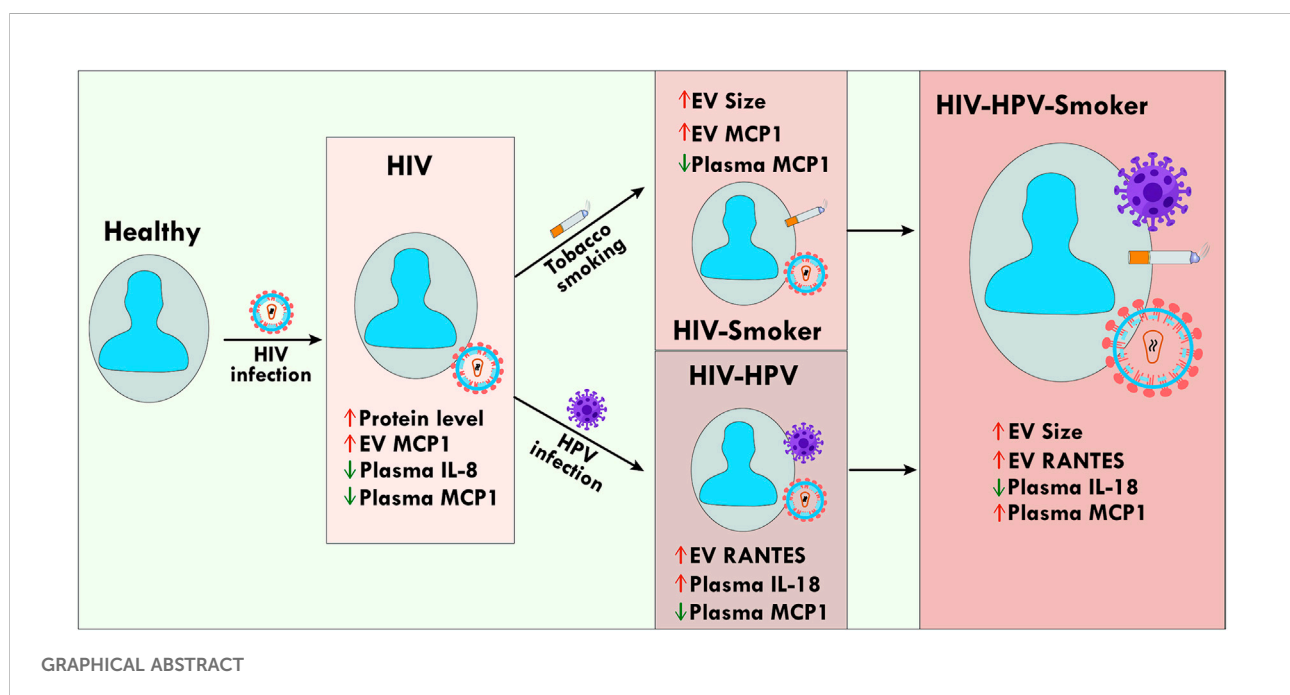 Healthy
HIV
infection
HIV
↑Protein level
↑EV MCP1
↓Plasma IL-8
↓Plasma MCP1
Tobacco
smoking
HPV
infection
↑EV Size
↑EV MCP1
↓Plasma MCP1
HIV-Smoker
HIV-HPV
↑EV RANTES
↑Plasma IL-18
↓Plasma MCP1
HIV-HPV-Smoker
↑EV Size
↑EV RANTES
↓Plasma IL-18
↑Plasma MCP1
GRAPHICAL ABSTRACT